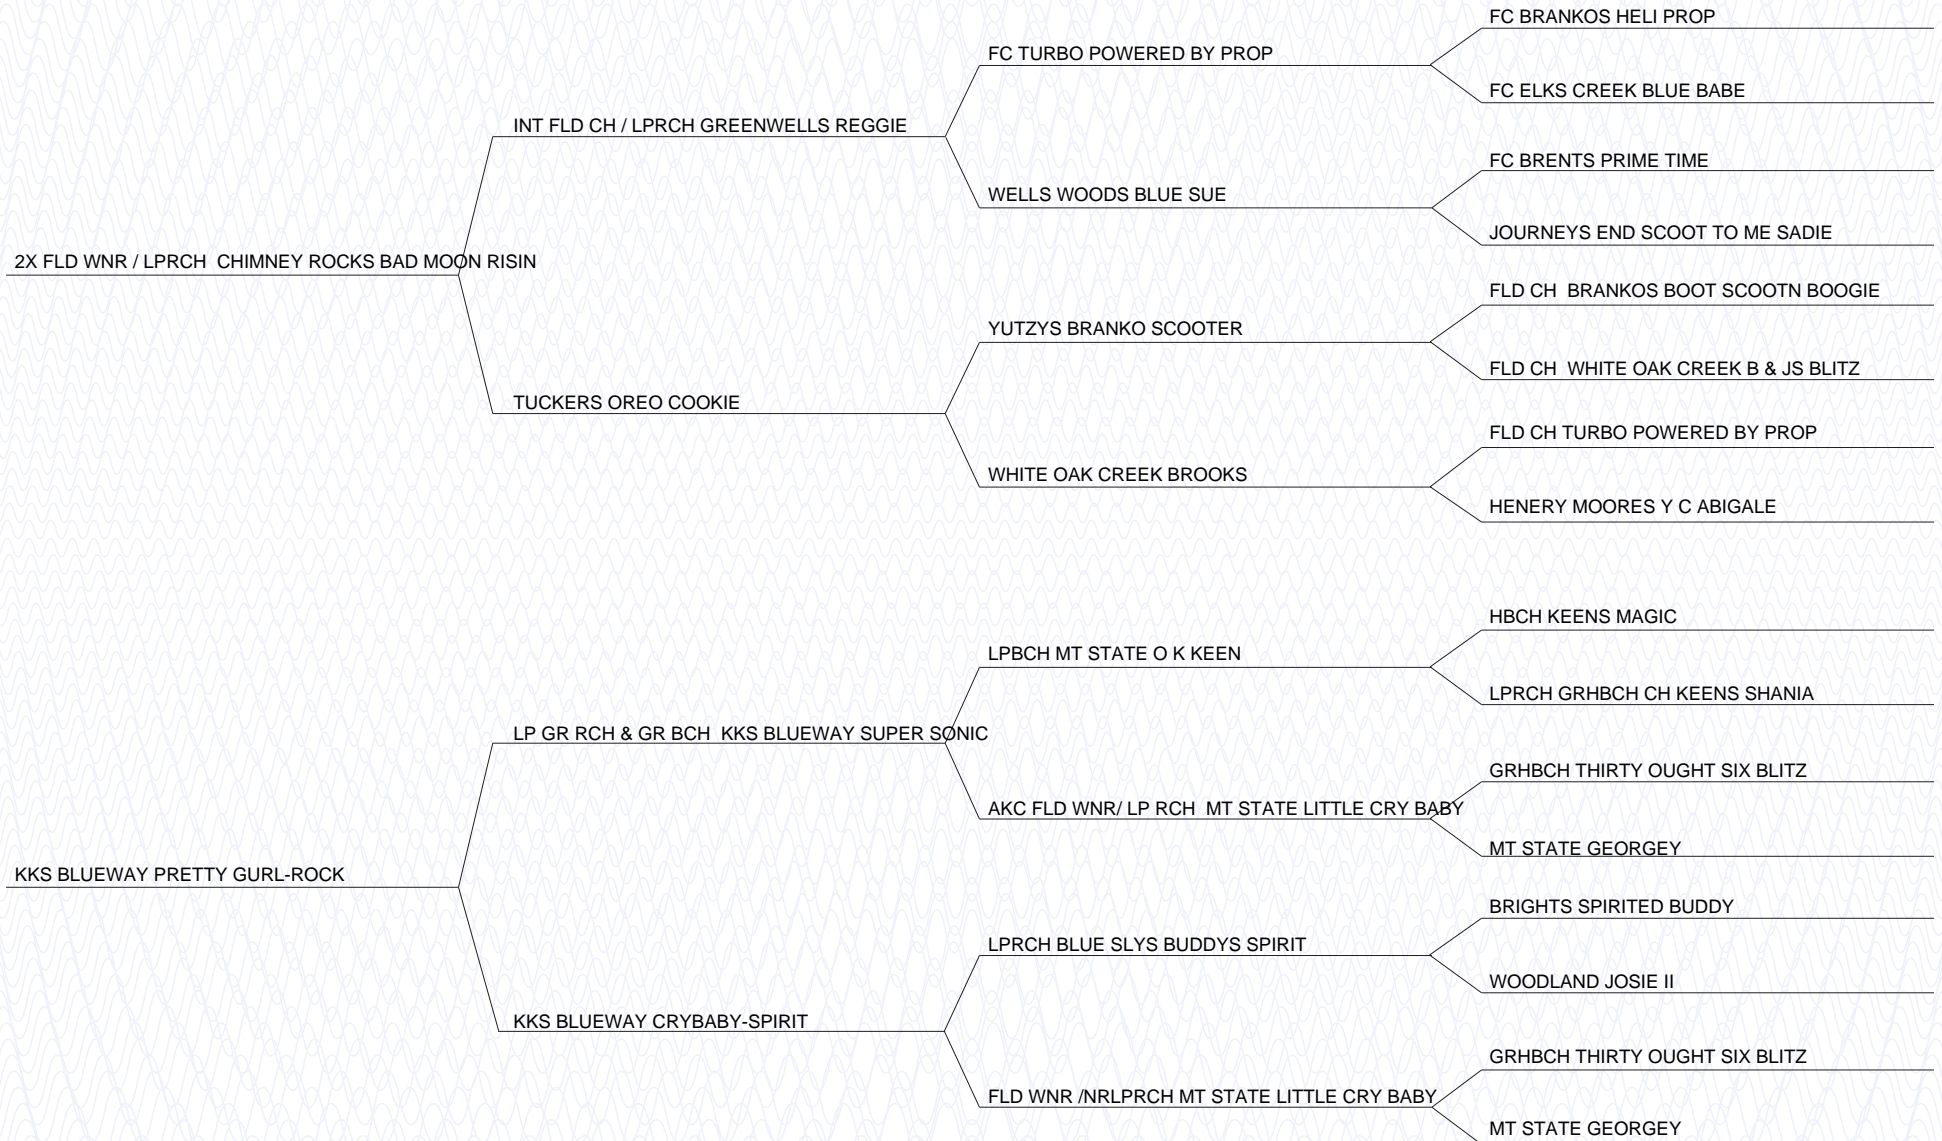 FC BRANKOS HELI PROP
FC TURBO POWERED BY PROP
FC ELKS CREEK BLUE BABE
INT FLD CH / LPRCH GREENWELLS REGGIE
FC BRENTS PRIME TIME
WELLS WOODS BLUE SUE
JOURNEYS END SCOOT TO ME SADIE
2X FLD WNR / LPRCH  CHIMNEY ROCKS BAD MOON RISIN
FLD CH  BRANKOS BOOT SCOOTN BOOGIE
YUTZYS BRANKO SCOOTER
FLD CH  WHITE OAK CREEK B & JS BLITZ
TUCKERS OREO COOKIE
FLD CH TURBO POWERED BY PROP
WHITE OAK CREEK BROOKS
HENERY MOORES Y C ABIGALE
HBCH KEENS MAGIC
LPBCH MT STATE O K KEEN
LPRCH GRHBCH CH KEENS SHANIA
LP GR RCH & GR BCH  KKS BLUEWAY SUPER SONIC
GRHBCH THIRTY OUGHT SIX BLITZ
AKC FLD WNR/ LP RCH  MT STATE LITTLE CRY BABY
MT STATE GEORGEY
KKS BLUEWAY PRETTY GURL-ROCK
BRIGHTS SPIRITED BUDDY
LPRCH BLUE SLYS BUDDYS SPIRIT
WOODLAND JOSIE II
KKS BLUEWAY CRYBABY-SPIRIT
GRHBCH THIRTY OUGHT SIX BLITZ
FLD WNR /NRLPRCH MT STATE LITTLE CRY BABY
MT STATE GEORGEY